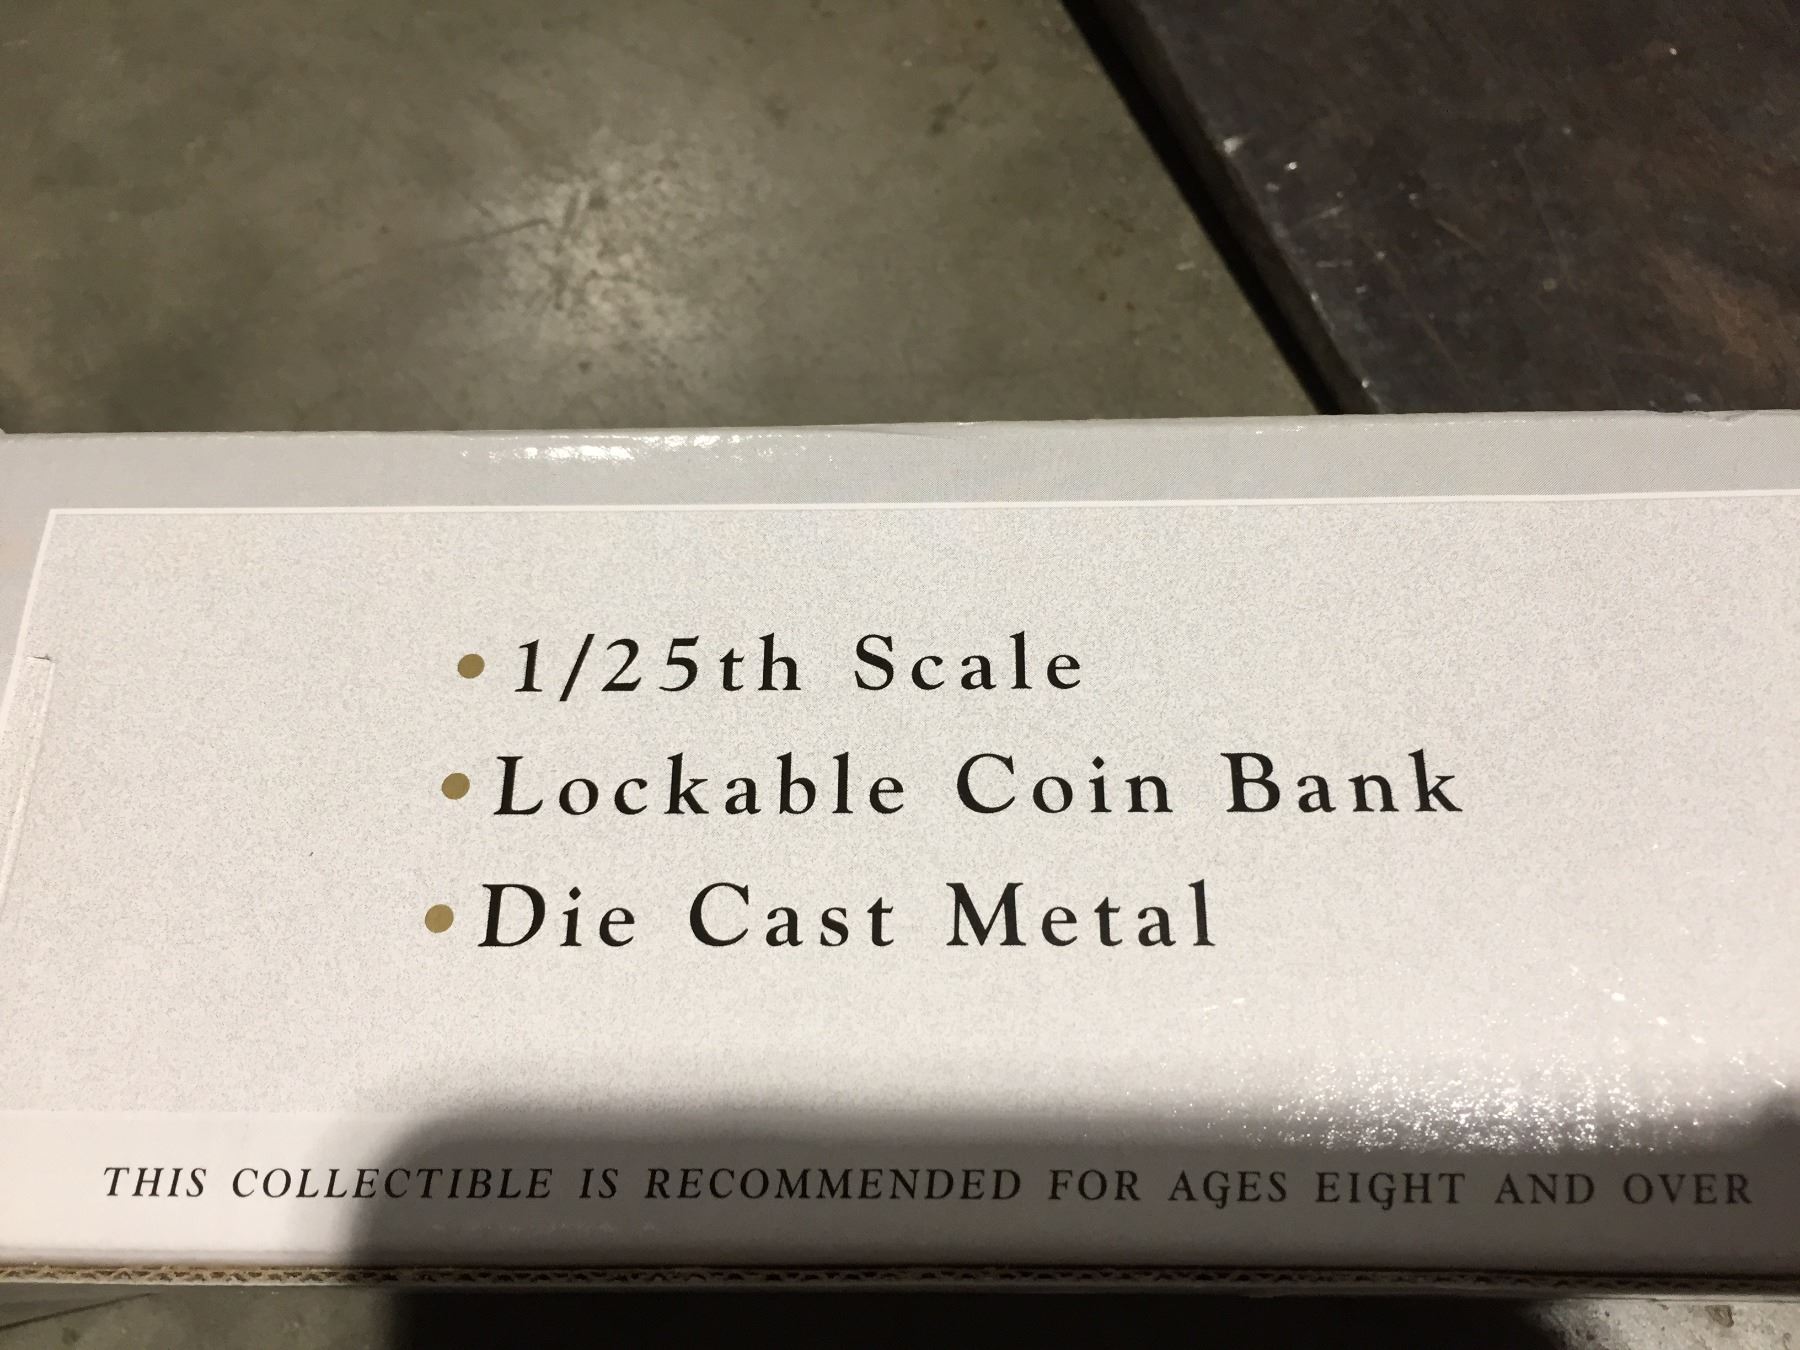 • 1/25th Scale
• Lockable Coin Bank
• Die Cast Metal
THIS COLLECTIBLE IS RECOMMENDED FOR AGES EIGHT AND OVER